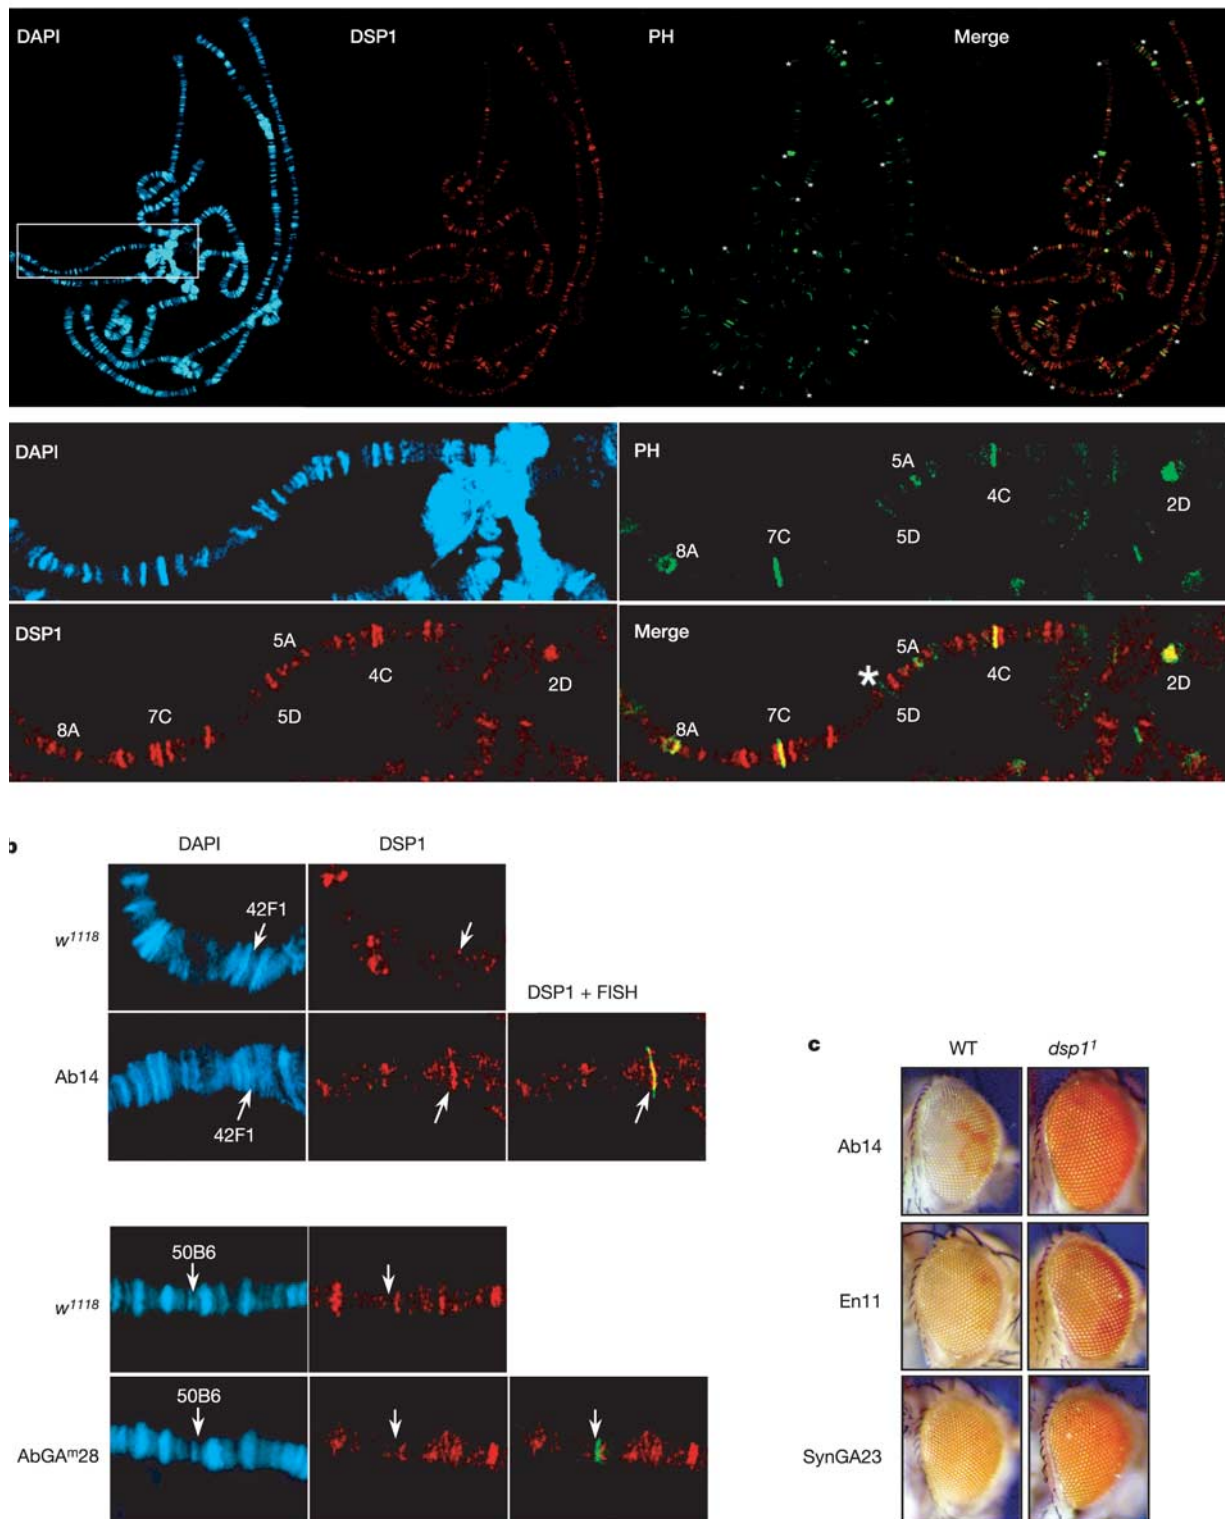 DAPI DSP1 PH Merge
DAPI
PH
5A
4C
2D
7C
5D
8A
DSP1
5A
4C
2D
7C
5D
8A
Merge
5A
4C
2D
7C
5D
8A
*
b
DAPI DSP1
w1118
42F1
DSP1 + FISH
Ab14
42F1
w1118
50B6
AbGAm28
50B6
c
WT dsp11
Ab14
En11
SynGA23